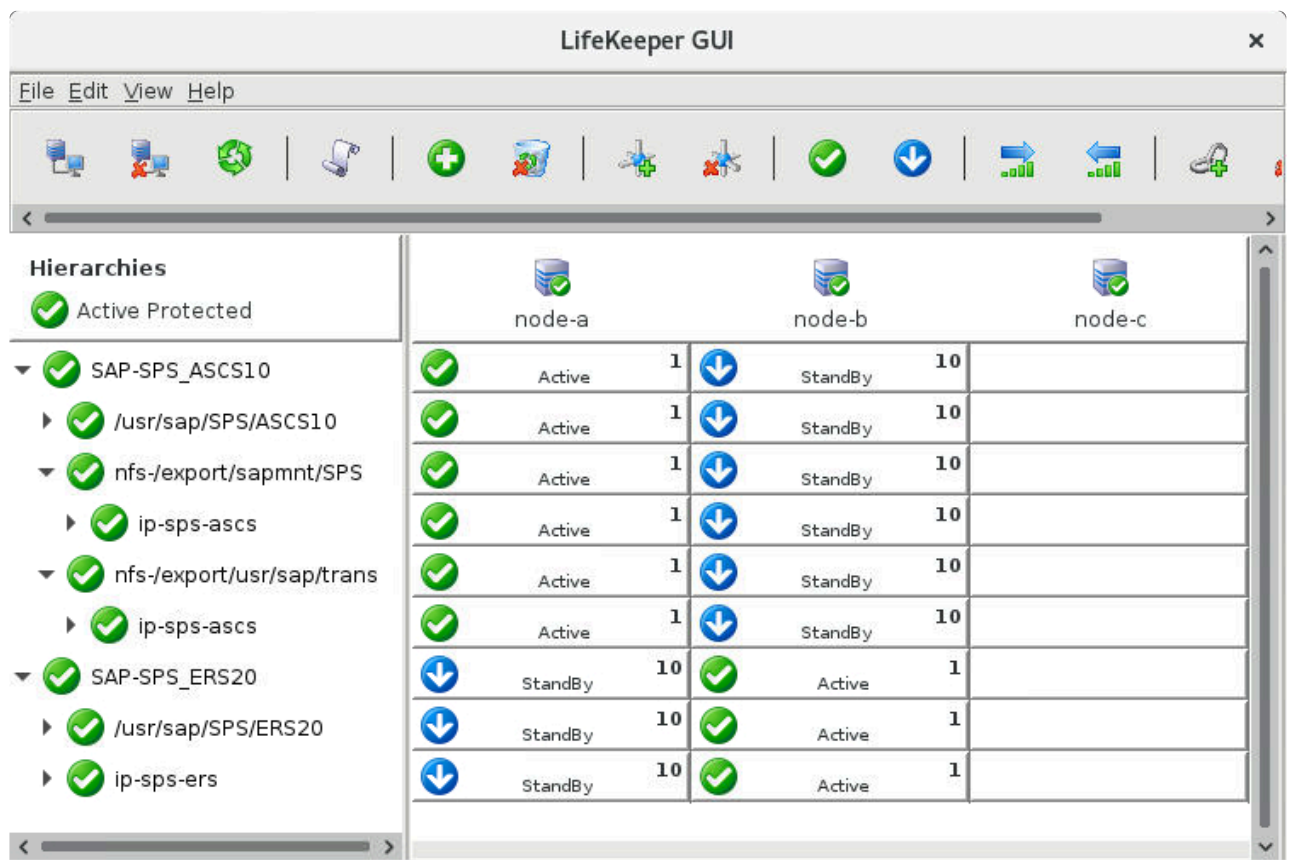 LifeKeeper GUI
File Edit View Help
Hierarchies
Active Protected
node-a node-b node-c
SAP-SPS_ASCS10 Active 1 StandBy 10
/usr/sap/SPS/ASCS10 Active 1 StandBy 10
nfs-/export/sapmnt/SPS Active 1 StandBy 10
ip-sps-ascs Active 1 StandBy 10
nfs-/export/usr/sap/trans Active 1 StandBy 10
ip-sps-ascs Active 1 StandBy 10
SAP-SPS_ERS20 StandBy 10 Active 1
/usr/sap/SPS/ERS20 StandBy 10 Active 1
ip-sps-ers StandBy 10 Active 1